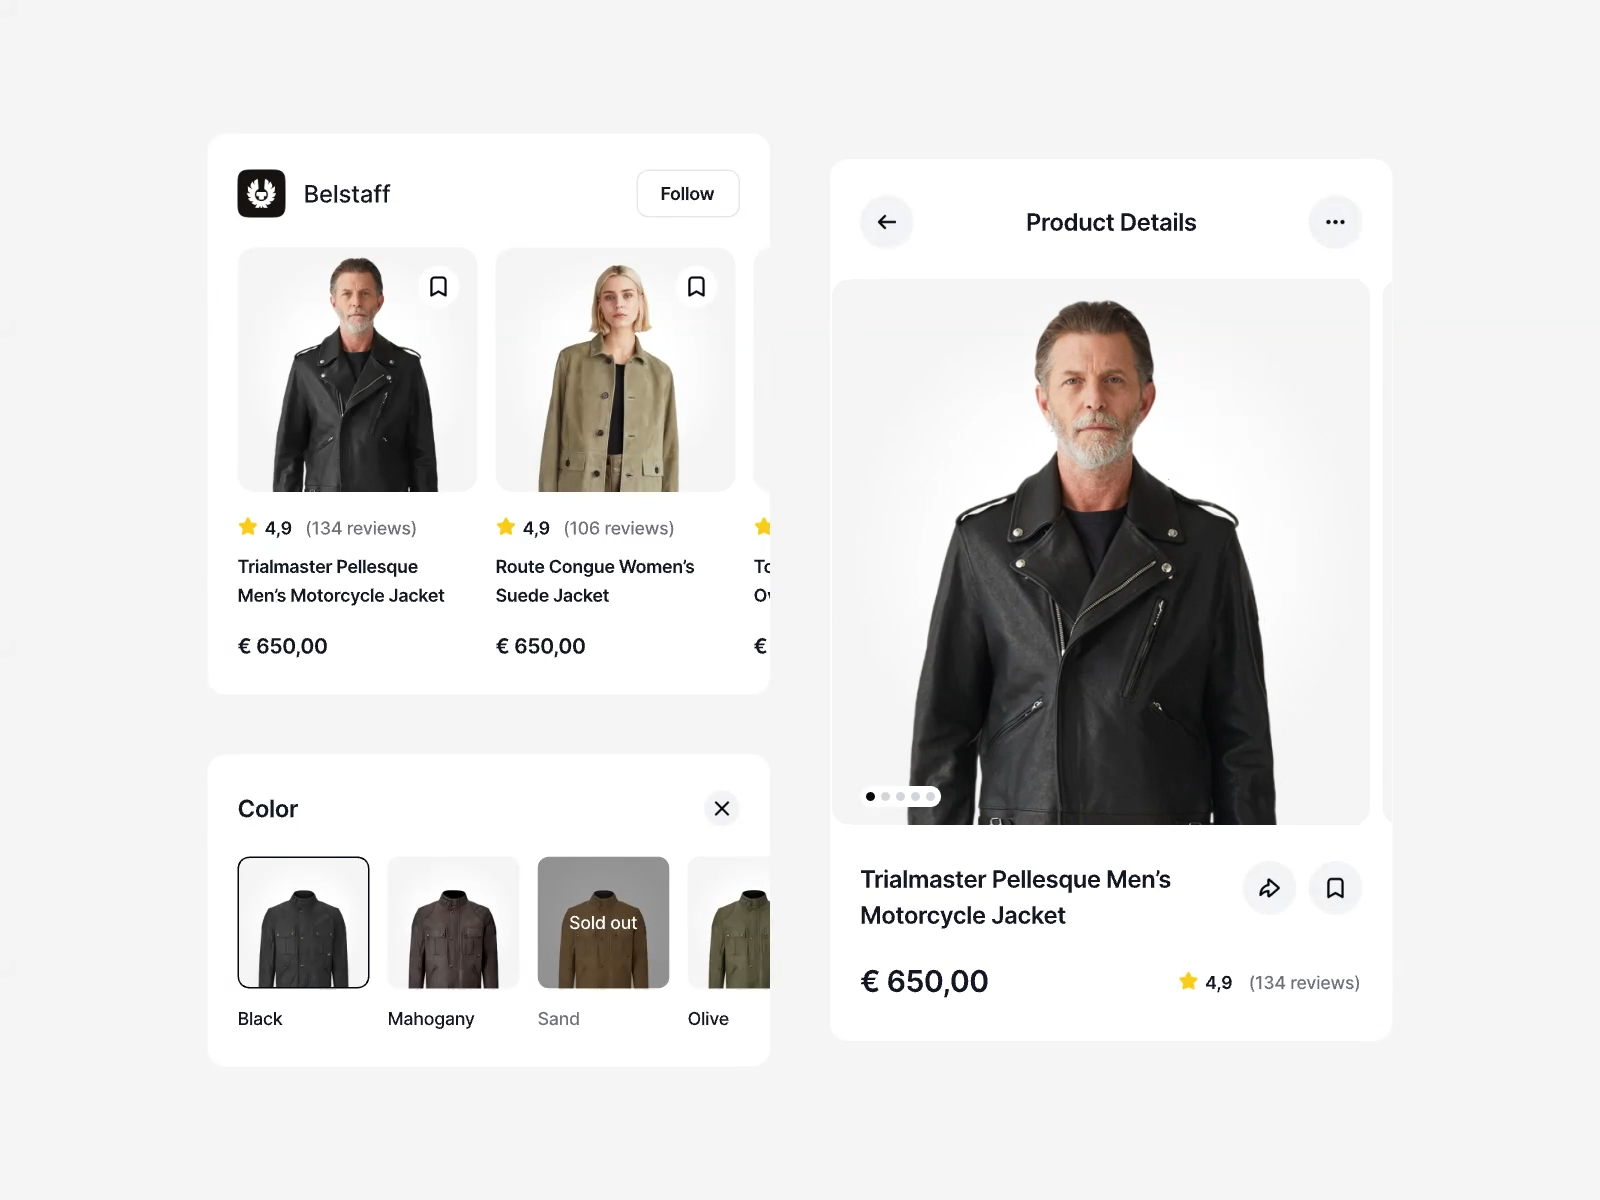 Belstaff
Follow
4,9 (134 reviews)
Trialmaster Pellesque
Men’s Motorcycle Jacket
€ 650,00
4,9 (106 reviews)
Route Congue Women’s
Suede Jacket
€ 650,00
€
Color
Sold out
Black
Mahogany
Sand
Olive
Product Details
Trialmaster Pellesque Men’s
Motorcycle Jacket
€ 650,00
4,9 (134 reviews)